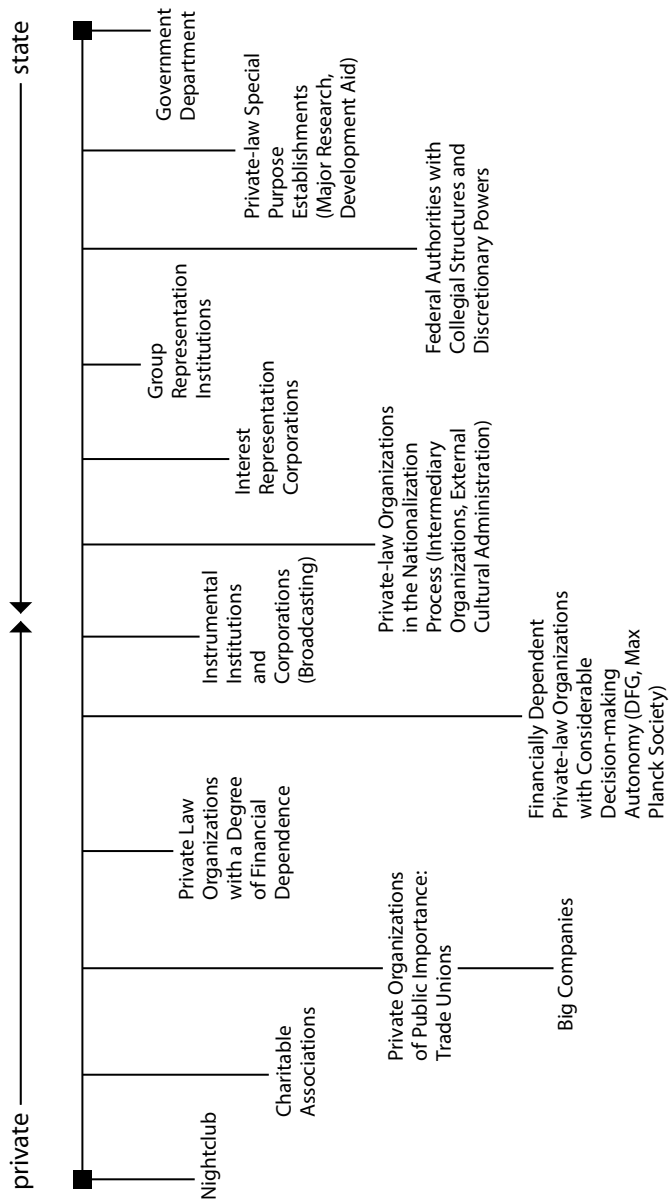 private
state
Nightclub
Charitable
Associations
Private Organizations
of Public Importance:
Trade Unions
Big Companies
Private Law
Organizations
with a Degree
of Financial
Dependence
Financially Dependent
Private-law Organizations
with Considerable
Decision-making
Autonomy (DFG, Max
Planck Society)
Instrumental
Institutions
and
Corporations
(Broadcasting)
Private-law Organizations
in the Nationalization
Process (Intermediary
Organizations, External
Cultural Administration)
Interest
Representation
Corporations
Group
Representation
Institutions
Federal Authorities with
Collegial Structures and
Discretionary Powers
Private-law Special
Purpose
Establishments
(Major Research,
Development Aid)
Government
Department